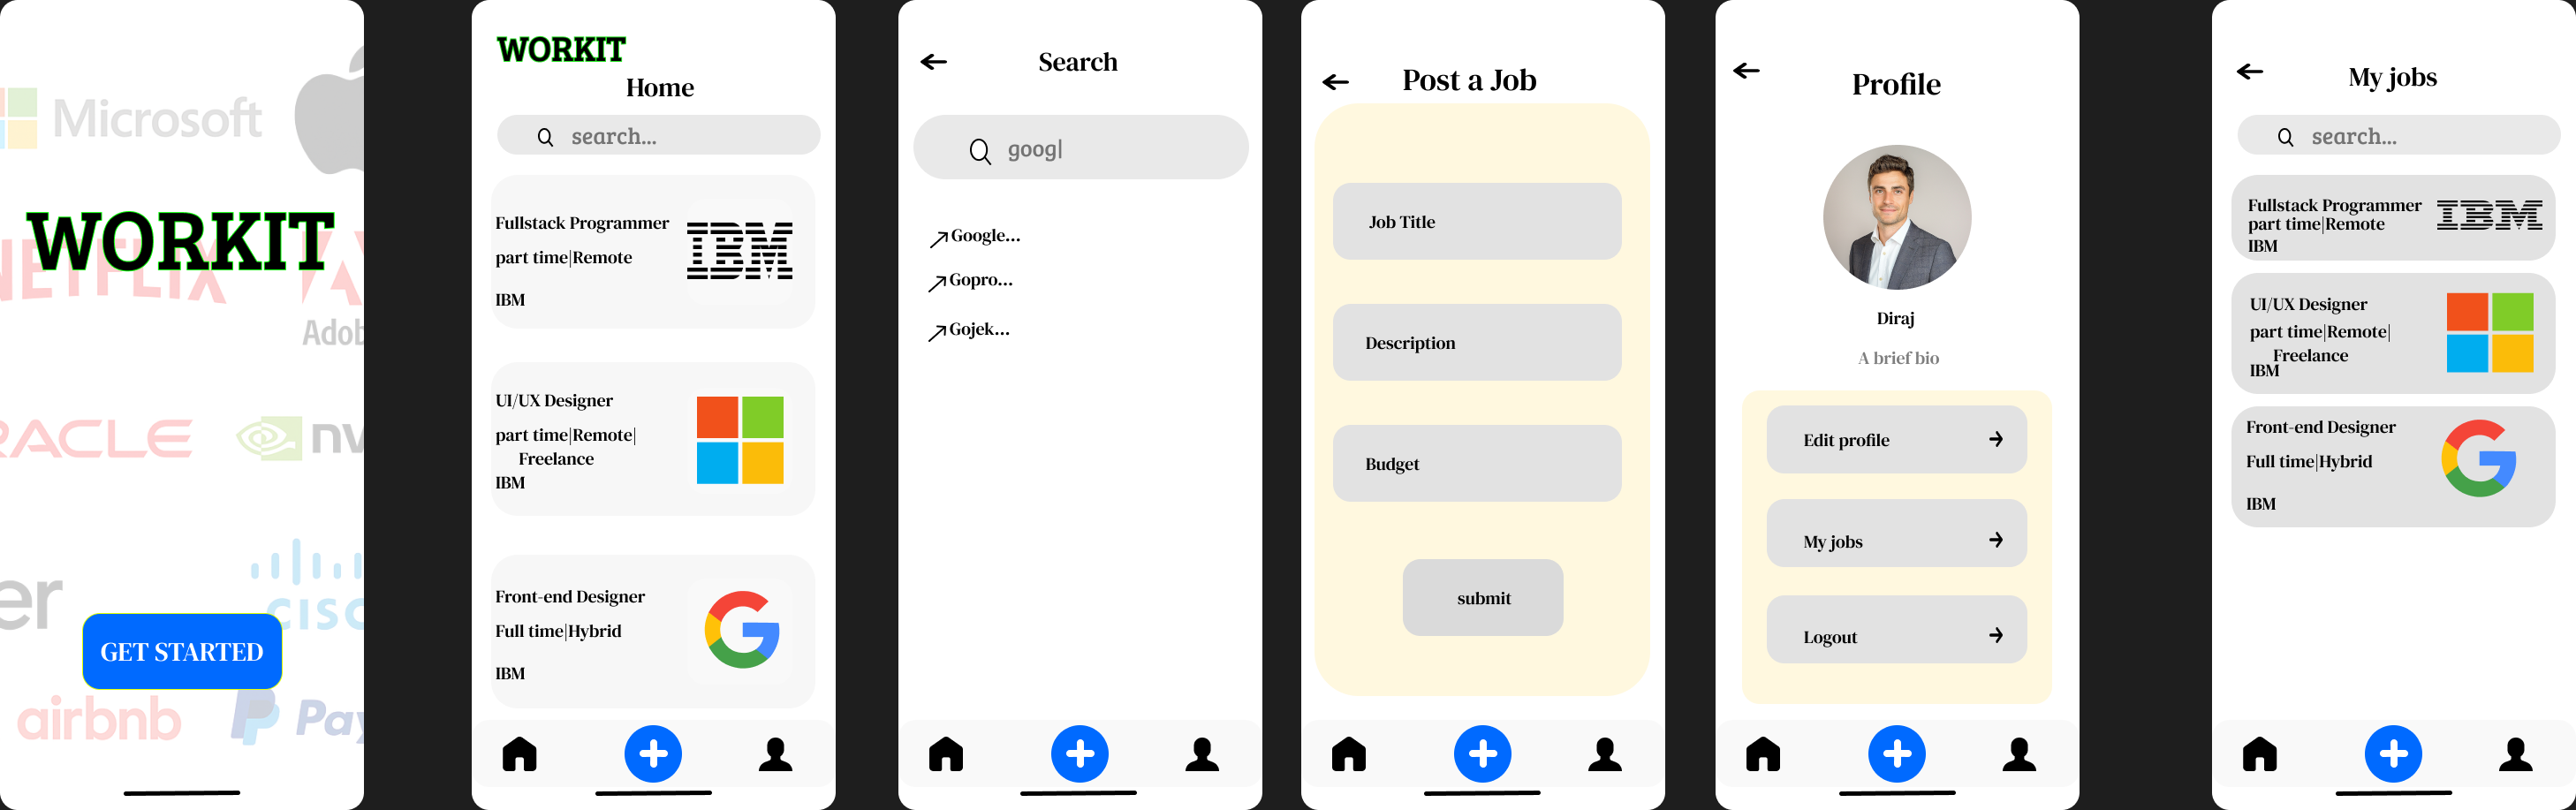 Microsoft
WORKIT
NETFLIX
Adob
RACLE
nv
er
cisc
GET STARTED
airbnb
Pay
WORKIT
Home
search...
Fullstack Programmer
part time|Remote
IBM
IBM
UI/UX Designer
part time|Remote|
Freelance
IBM
Front-end Designer
Full time|Hybrid
IBM
Search
googl
Google...
Gopro...
Gojek...
Post a Job
Job Title
Description
Budget
submit
Profile
Diraj
A brief bio
Edit profile
My jobs
Logout
My jobs
search...
Fullstack Programmer
part time|Remote
IBM
IBM
UI/UX Designer
part time|Remote|
Freelance
IBM
Front-end Designer
Full time|Hybrid
IBM